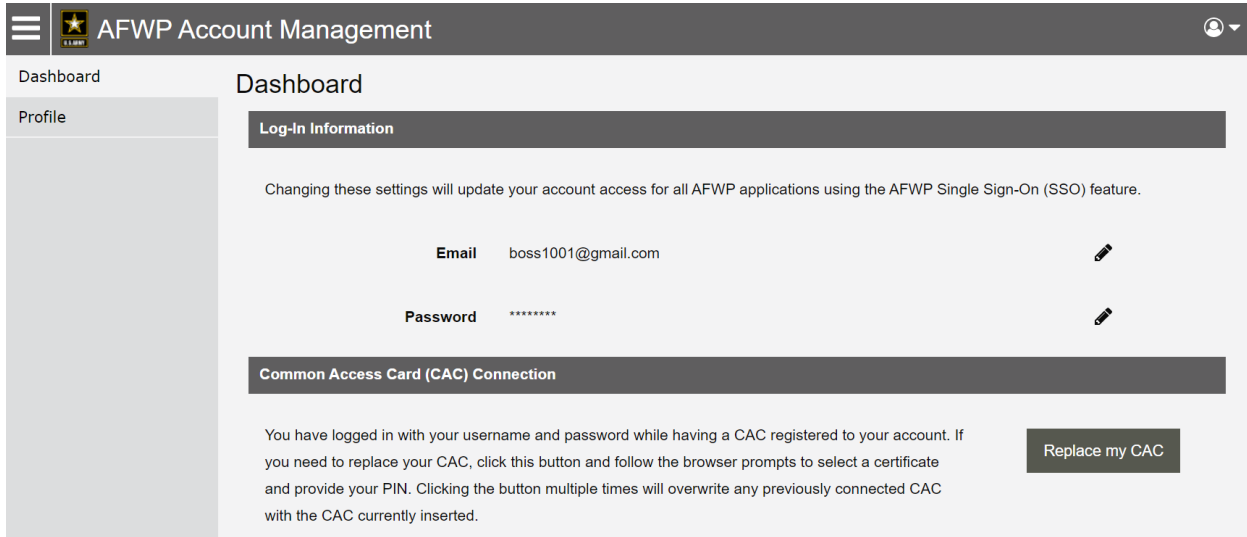 U.S. ARMY
AFWP Account Management
Dashboard
Profile
Dashboard
Log-In Information
Changing these settings will update your account access for all AFWP applications using the AFWP Single Sign-On (SSO) feature.
Email boss1001@gmail.com
Password ********
Common Access Card (CAC) Connection
You have logged in with your username and password while having a CAC registered to your account. If
you need to replace your CAC, click this button and follow the browser prompts to select a certificate
and provide your PIN. Clicking the button multiple times will overwrite any previously connected CAC
with the CAC currently inserted.
Replace my CAC